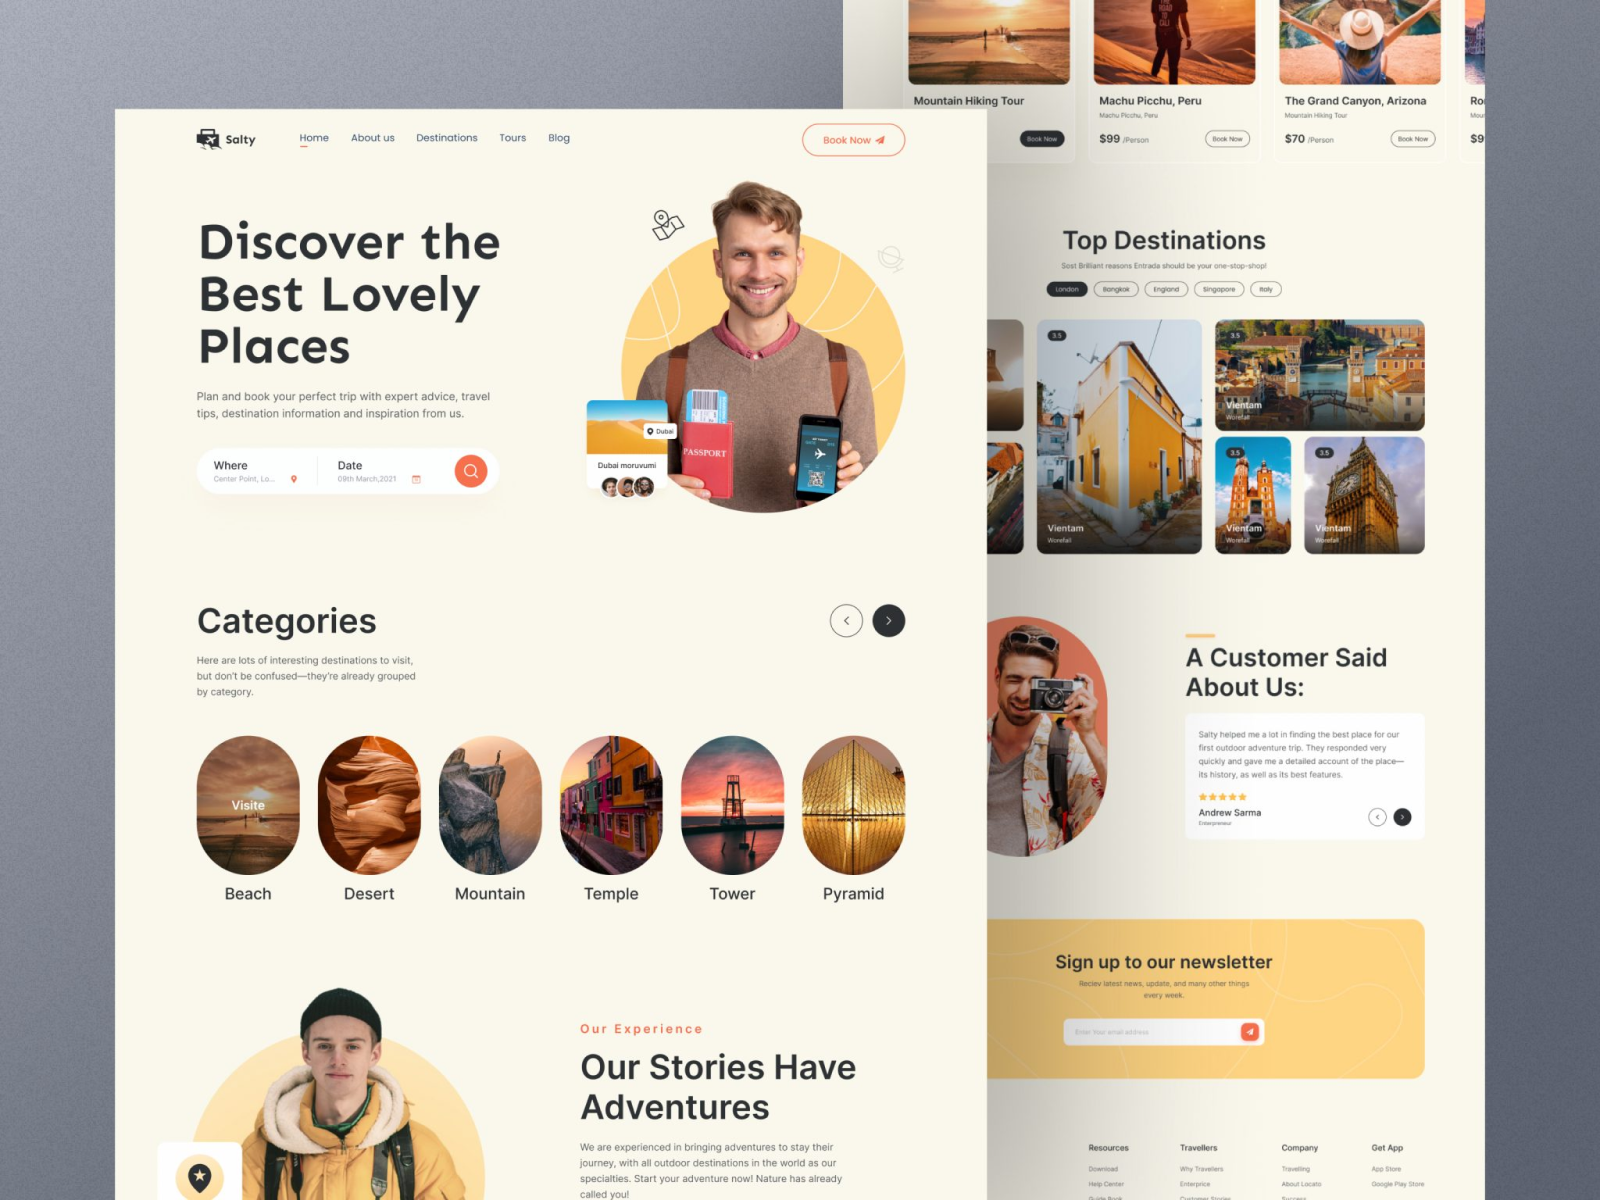 Salty
Home
About us
Destinations
Tours
Blog
Book Now
Discover the
Best Lovely
Places
Plan and book your perfect trip with expert advice, travel
tips, destination information and inspiration from us.
Where
Center Point, Lo...
Date
09th March,2021
Dubai
Dubai moruvumi
PASSPORT
Categories
Here are lots of interesting destinations to visit,
but don't be confused—they're already grouped
by category.
Visite
Beach
Desert
Mountain
Temple
Tower
Pyramid
Our Experience
Our Stories Have
Adventures
We are experienced in bringing adventures to stay their
journey, with all outdoor destinations in the world as our
specialties. Start your adventure now! Nature has already
called you!
Mountain Hiking Tour
Book Now
Machu Picchu, Peru
Machu Picchu, Peru
$99 /Person
Book Now
The Grand Canyon, Arizona
Mountain Hiking Tour
$70 /Person
Book Now
Top Destinations
Sost Brilliant reasons Entrada should be your one-stop-shop!
London
Bangkok
England
Singapore
Italy
3.5
Vientam
Worefall
3.5
Vientam
Worefall
3.5
Vientam
Worefall
3.5
Vientam
Worefall
A Customer Said
About Us:
Salty helped me a lot in finding the best place for our
first outdoor adventure trip. They responded very
quickly and gave me a detailed account of the place—
its history, as well as its best features.
Andrew Sarma
Enterpreneur
Sign up to our newsletter
Reciev latest news, update, and many other things
every week.
Enter Your email address
Resources
Download
Help Center
Guide Book
Travellers
Why Travellers
Enterprice
Customer Stories
Company
Travelling
About Locato
Success
Get App
App Store
Google Play Store